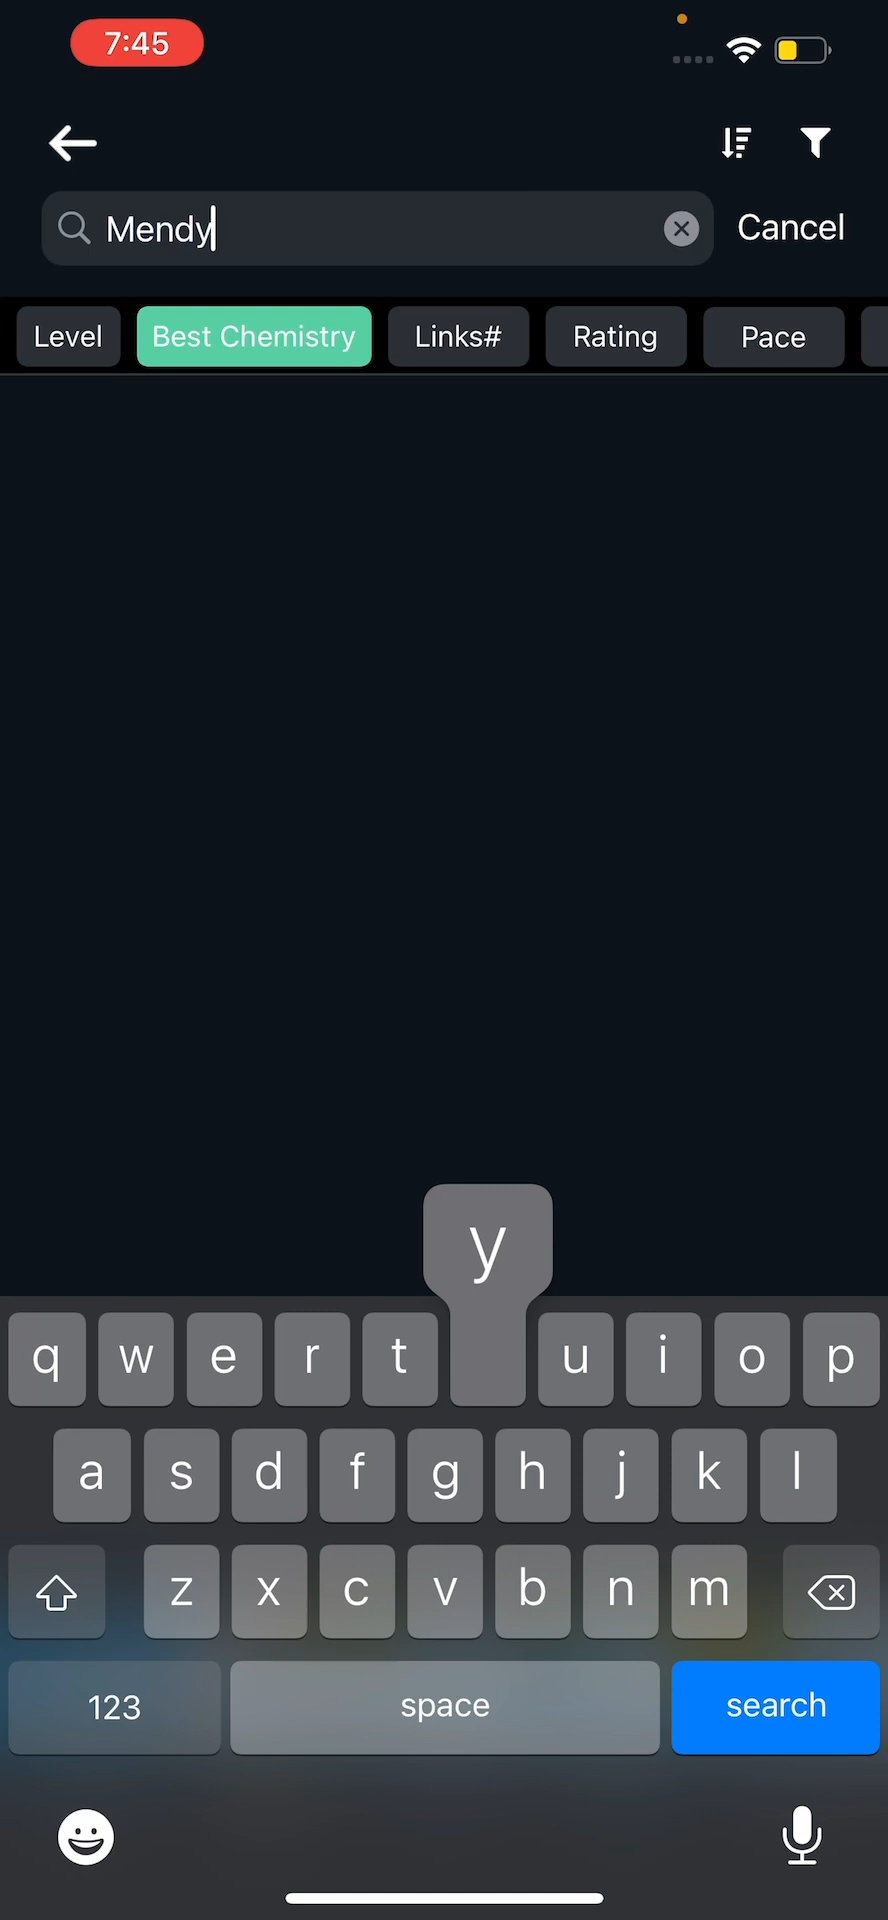 7:45
Mendy
Cancel
Level
Best Chemistry
Links#
Rating
Pace
y
q w e r t u i o p
a s d f g h j k l
z x c v b n m
123
space
search